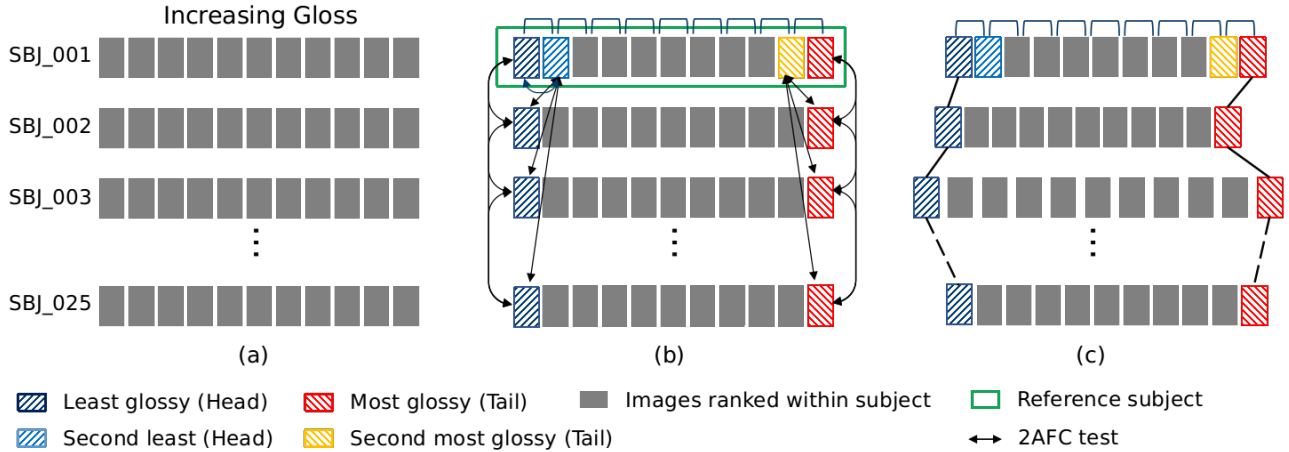 Increasing Gloss
SBJ_001
SBJ_002
SBJ_003
SBJ_025
(a) (b) (c)
Least glossy (Head) Most glossy (Tail) Images ranked within subject Reference subject
Second least (Head) Second most glossy (Tail) 2AFC test